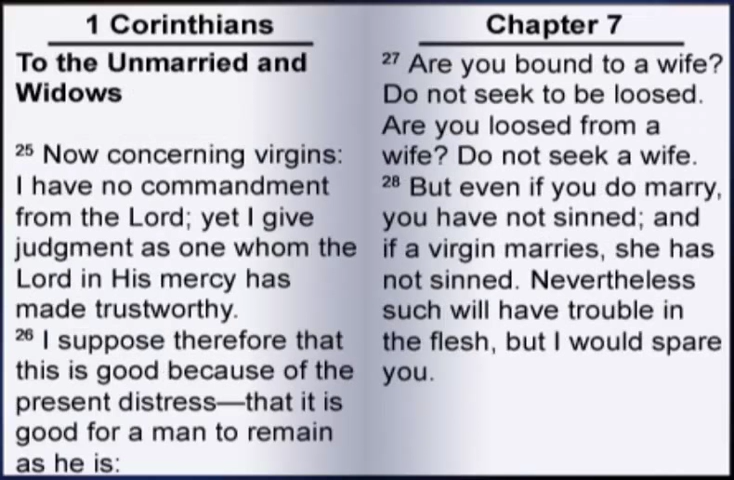 1 Corinthians
To the Unmarried and
Widows
25 Now concerning virgins:
I have no commandment
from the Lord; yet I give
judgment as one whom the
Lord in His mercy has
made trustworthy.
26 I suppose therefore that
this is good because of the
present distress—that it is
good for a man to remain
as he is:
Chapter 7
27 Are you bound to a wife?
Do not seek to be loosed.
Are you loosed from a
wife? Do not seek a wife.
28 But even if you do marry,
you have not sinned; and
if a virgin marries, she has
not sinned. Nevertheless
such will have trouble in
the flesh, but I would spare
you.